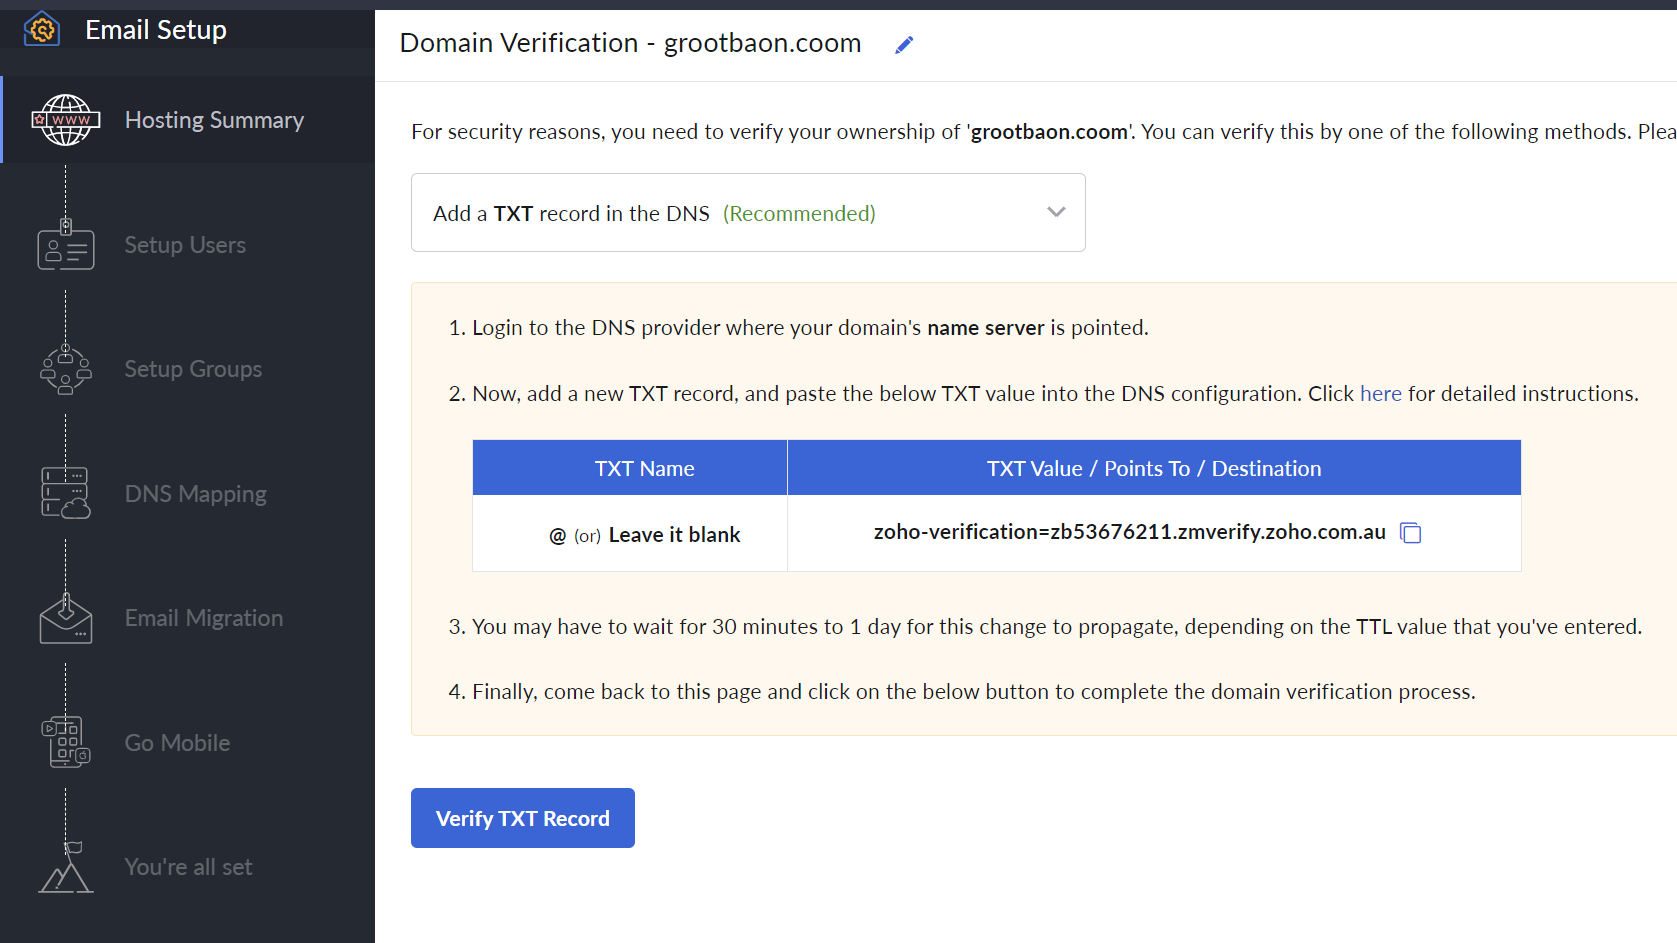 Email Setup
Hosting Summary
Setup Users
Setup Groups
DNS Mapping
Email Migration
Go Mobile
You're all set
Domain Verification - grootbaon.coom
For security reasons, you need to verify your ownership of 'grootbaon.coom'. You can verify this by one of the following methods. Plea
Add a TXT record in the DNS (Recommended)
1. Login to the DNS provider where your domain's name server is pointed.
2. Now, add a new TXT record, and paste the below TXT value into the DNS configuration. Click here for detailed instructions.
TXT Name TXT Value / Points To / Destination
@ (or) Leave it blank zoho-verification=zb53676211.zmverify.zoho.com.au
3. You may have to wait for 30 minutes to 1 day for this change to propagate, depending on the TTL value that you've entered.
4. Finally, come back to this page and click on the below button to complete the domain verification process.
Verify TXT Record
WWW